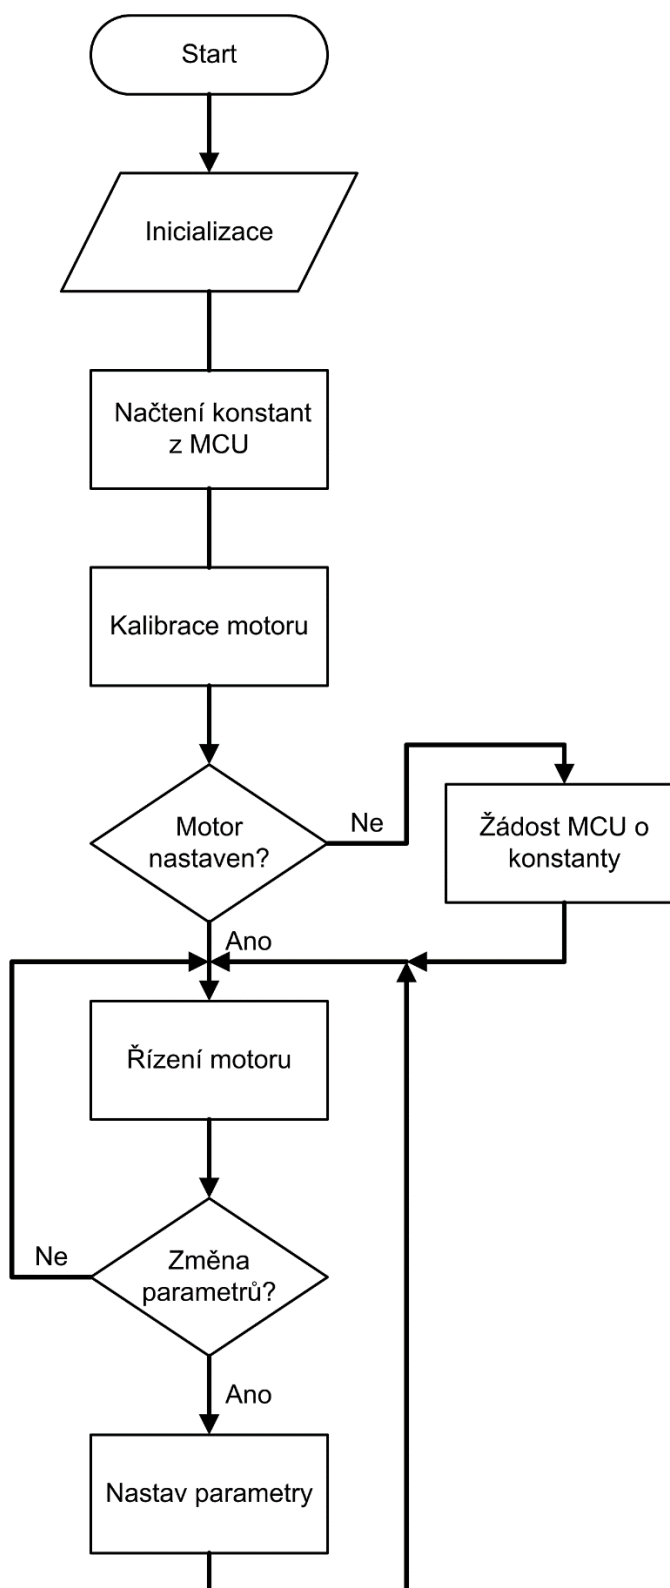 Start
Inicializace
Načtení konstant
z MCU
Kalibrace motoru
Motor
nastaven?
Ne
Žádost MCU o
konstanty
Ano
Řízení motoru
Ne
Změna
parametrů?
Ano
Nastav parametry